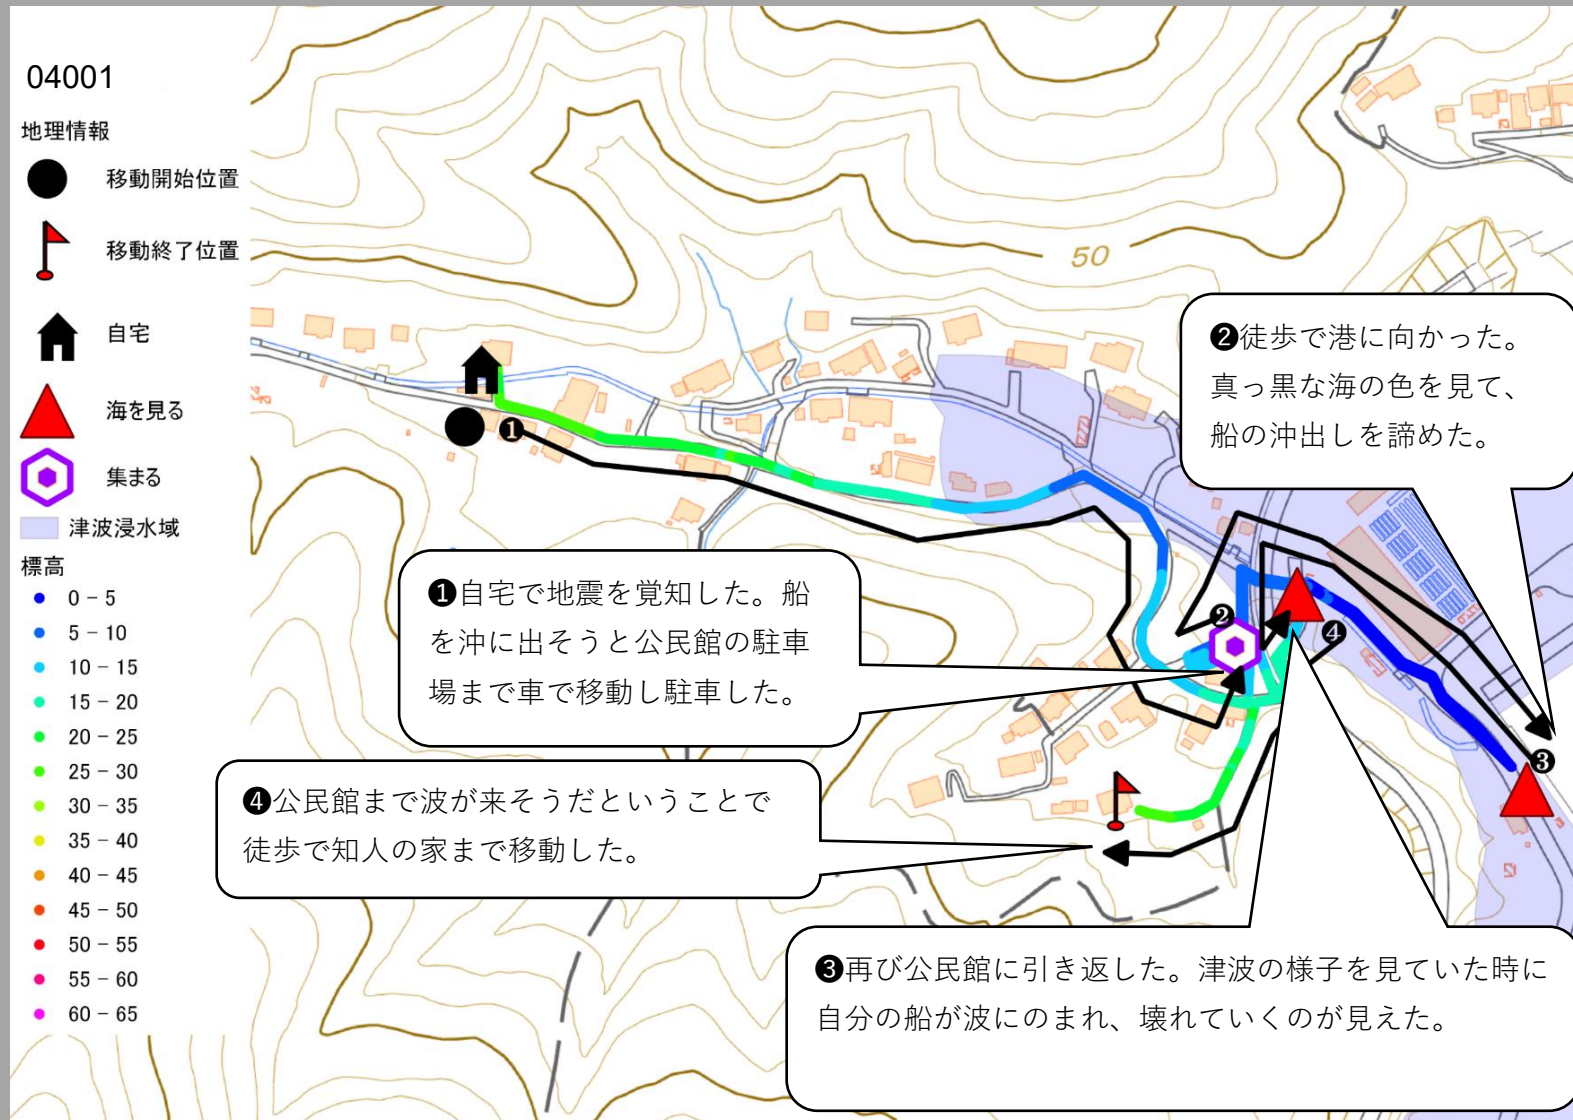 04001
地理情報
移動開始位置
移動終了位置
自宅
海を見る
集まる
津波浸水域
標高
0 - 5
5 - 10
10 - 15
15 - 20
20 - 25
25 - 30
30 - 35
35 - 40
40 - 45
45 - 50
50 - 55
55 - 60
60 - 65
50
❷徒歩で港に向かった。
真っ黒な海の色を見て、
船の沖出しを諦めた。
❶
❶自宅で地震を覚知した。船
を沖に出そうと公民館の駐車
場まで車で移動し駐車した。
❷
❹
❸
❹公民館まで波が来そうだということで
徒歩で知人の家まで移動した。
❸再び公民館に引き返した。津波の様子を見ていた時に
自分の船が波にのまれ、壊れていくのが見えた。